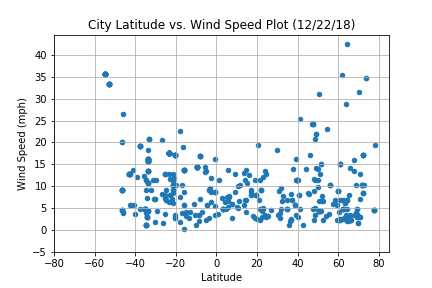 City Latitude vs. Wind Speed Plot (12/22/18)
Wind Speed (mph)
40
35
30
25
20
15
10
5
0
−5
−80 −60 −40 −20 0 20 40 60 80
Latitude